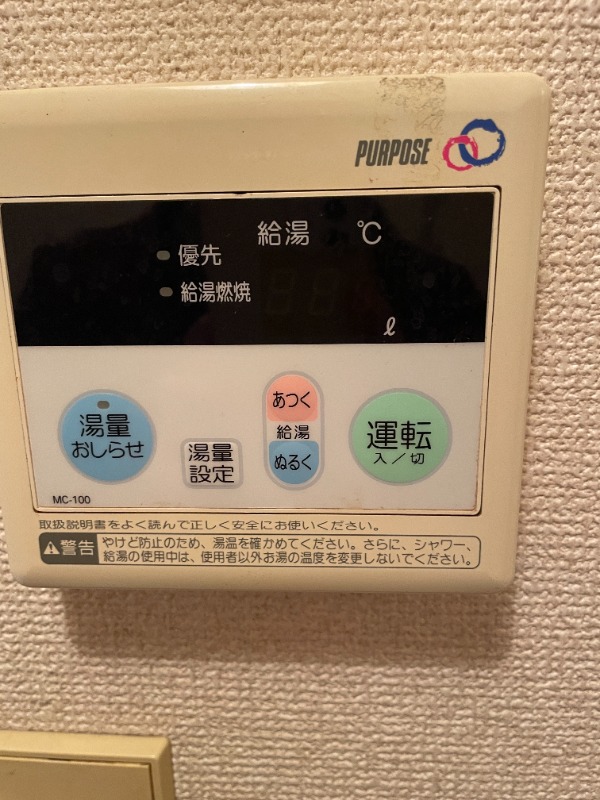 PURPOSE
給湯 ℃
優先
給湯燃焼
ℓ
湯量
おしらせ
湯量
設定
あつく
給湯
ぬるく
運転
入/切
MC-100
取扱説明書をよく読んで正しく安全にお使いください。
警告
やけど防止のため、湯温を確かめてください。さらに、シャワー、
給湯の使用中は、使用者以外お湯の温度を変更しないでください。